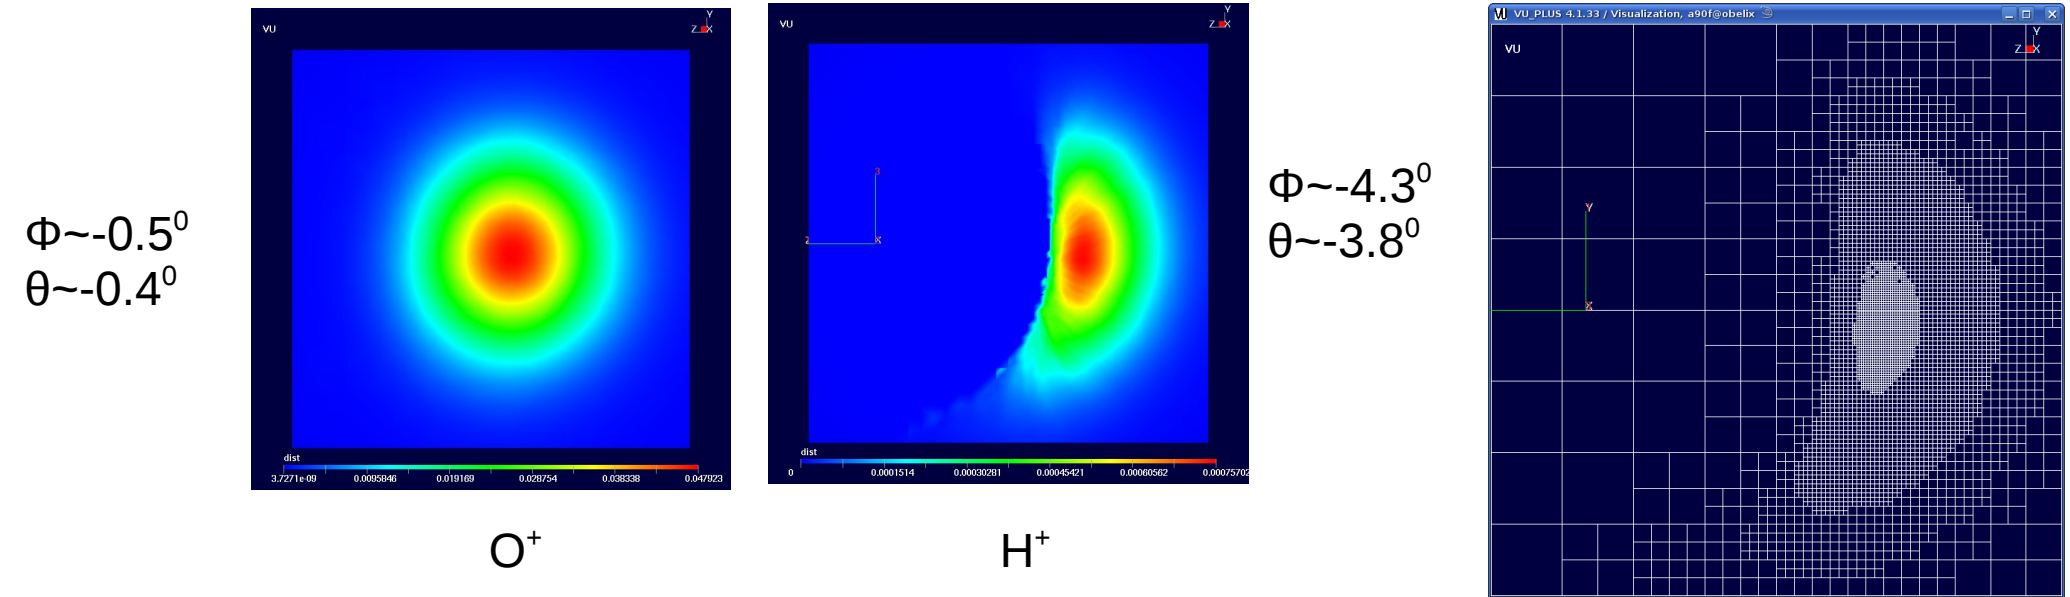 Φ~-0.5⁰
θ~-0.4⁰
VU
Y
Z X
dist
3.7271e-09 0.0095846 0.019169 0.028754 0.038338 0.047923
O⁺
VU
Y
Z X
3
Z X
dist
0 0.0001514 0.00030281 0.00045421 0.00060562 0.00075702
H⁺
Φ~-4.3⁰
θ~-3.8⁰
VU_PLUS 4.1.33 / Visualization, a90f@obelix
VU
Y
Z X
Y
X